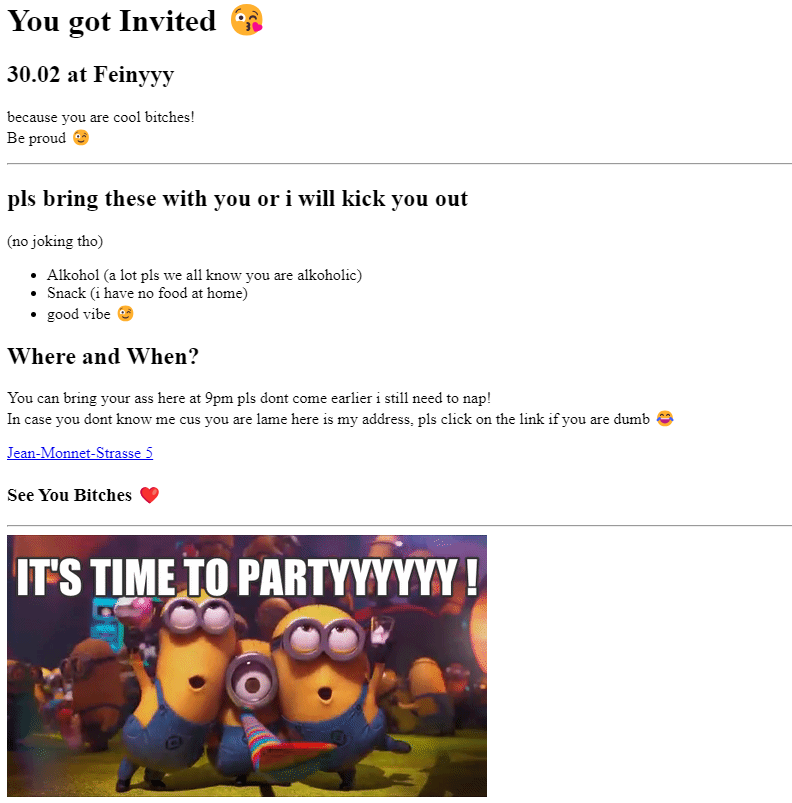 You got Invited 😘
30.02 at Feinyyy
because you are cool bitches!
Be proud 😉
pls bring these with you or i will kick you out
(no joking tho)
• Alkohol (a lot pls we all know you are alkoholic)
• Snack (i have no food at home)
• good vibe 😉
Where and When?
You can bring your ass here at 9pm pls dont come earlier i still need to nap!
In case you dont know me cus you are lame here is my address, pls click on the link if you are dumb 😂
Jean-Monnet-Strasse 5
See You Bitches ❤️
IT'S TIME TO PARTYYYYYY !